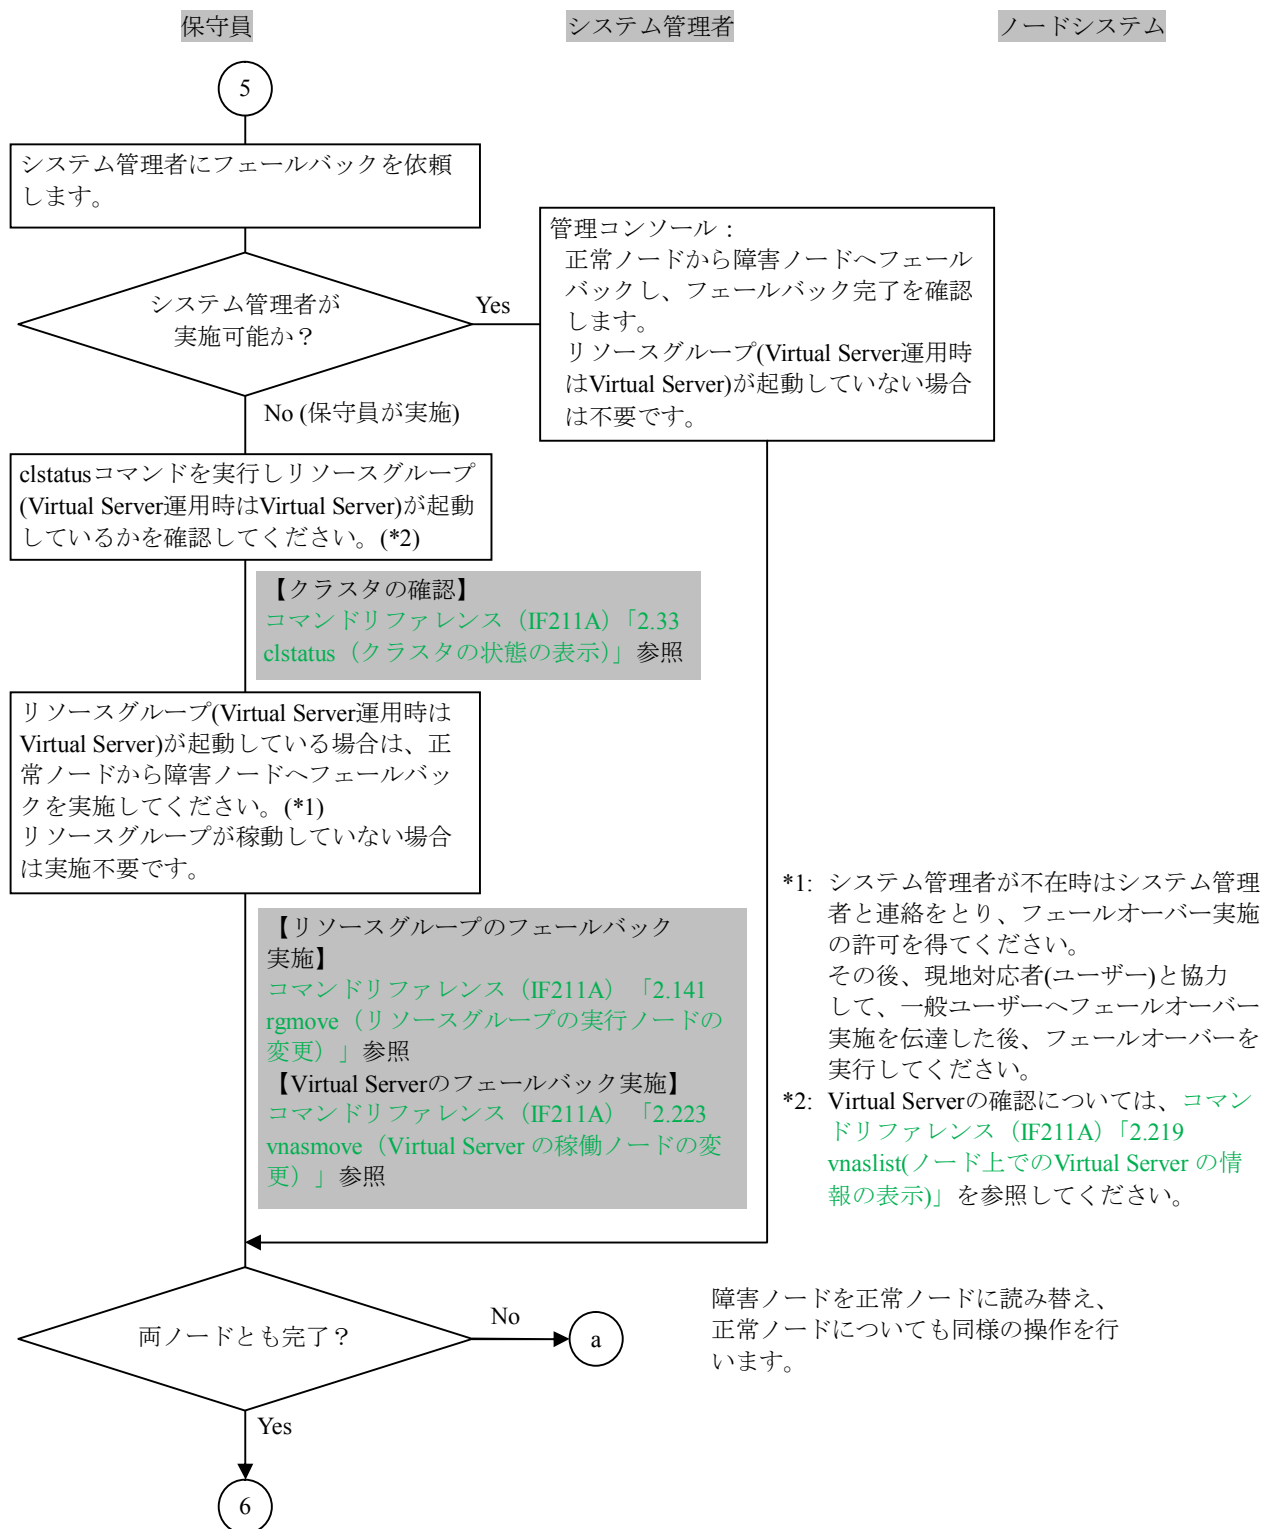 保守員
システム管理者
ノードシステム
5
システム管理者にフェールバックを依頼
します。
システム管理者が
実施可能か？
Yes
管理コンソール：
正常ノードから障害ノードへフェール
バックし、フェールバック完了を確認
します。
リソースグループ(Virtual Server運用時
はVirtual Server)が起動していない場合
は不要です。
No (保守員が実施)
clstatusコマンドを実行しリソースグループ
(Virtual Server運用時はVirtual Server)が起動
しているかを確認してください。(*2)
【クラスタの確認】
コマンドリファレンス（IF211A）「2.33
clstatus（クラスタの状態の表示）」参照
リソースグループ(Virtual Server運用時は
Virtual Server)が起動している場合は、正
常ノードから障害ノードへフェールバッ
クを実施してください。(*1)
リソースグループが稼動していない場合
は実施不要です。
【リソースグループのフェールバック
実施】
コマンドリファレンス（IF211A）「2.141
rgmove（リソースグループの実行ノードの
変更）」参照
【Virtual Serverのフェールバック実施】
コマンドリファレンス（IF211A）「2.223
vnasmove（Virtual Server の稼働ノードの変
更）」参照
*1: システム管理者が不在時はシステム管理
者と連絡をとり、フェールオーバー実施
の許可を得てください。
その後、現地対応者(ユーザー)と協力
して、一般ユーザーへフェールオーバー
実施を伝達した後、フェールオーバーを
実行してください。
*2: Virtual Serverの確認については、コマン
ドリファレンス（IF211A）「2.219
vnaslist(ノード上でのVirtual Server の情
報の表示)」を参照してください。
両ノードとも完了？
No
a
障害ノードを正常ノードに読み替え、
正常ノードについても同様の操作を行
います。
Yes
6